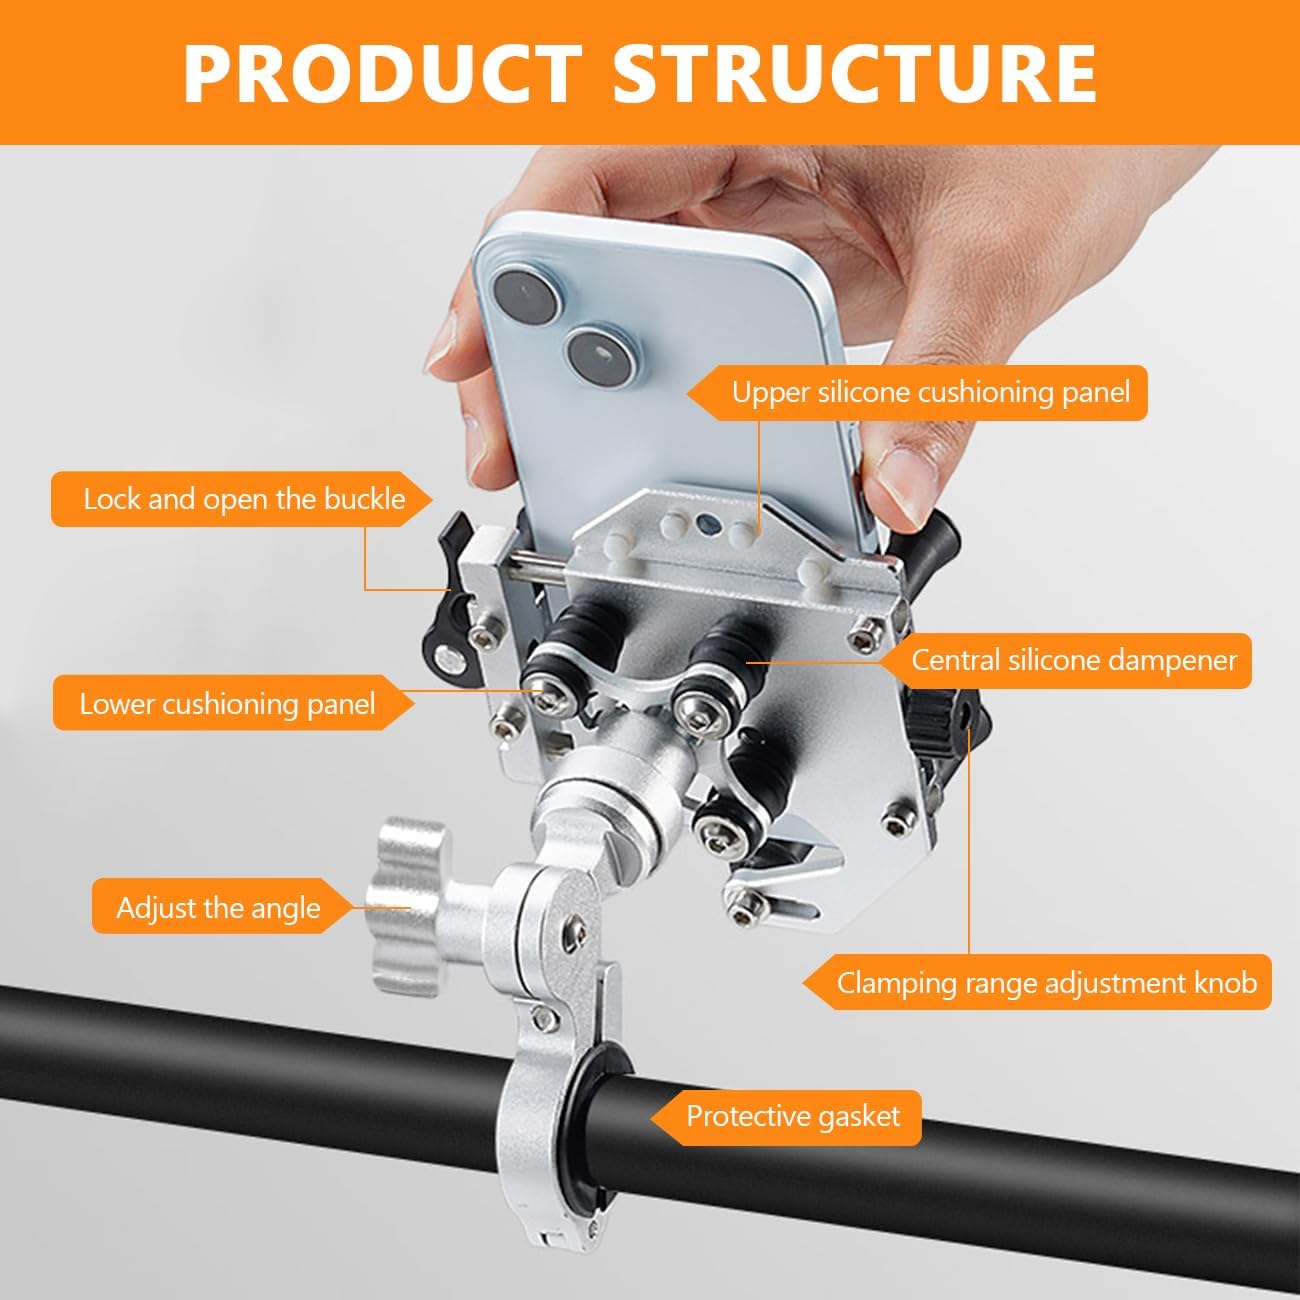 PRODUCT STRUCTURE
Upper silicone cushioning panel
Lock and open the buckle
Central silicone dampener
Lower cushioning panel
Adjust the angle
Clamping range adjustment knob
Protective gasket